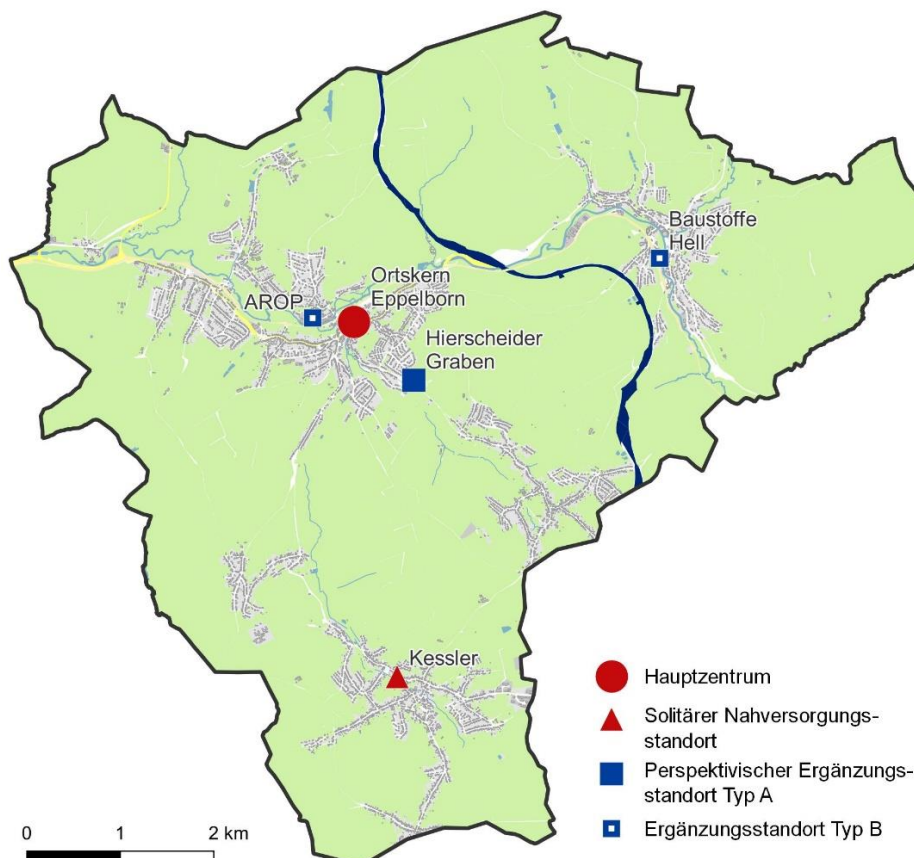 Baustoffe
Hell
Ortskern
Eppelborn
AROP
Hierscheider
Graben
Kessler
Hauptzentrum
Solitärer Nahversorgungs-
standort
Perspektivischer Ergänzungs-
standort Typ A
Ergänzungsstandort Typ B
0 1 2 km